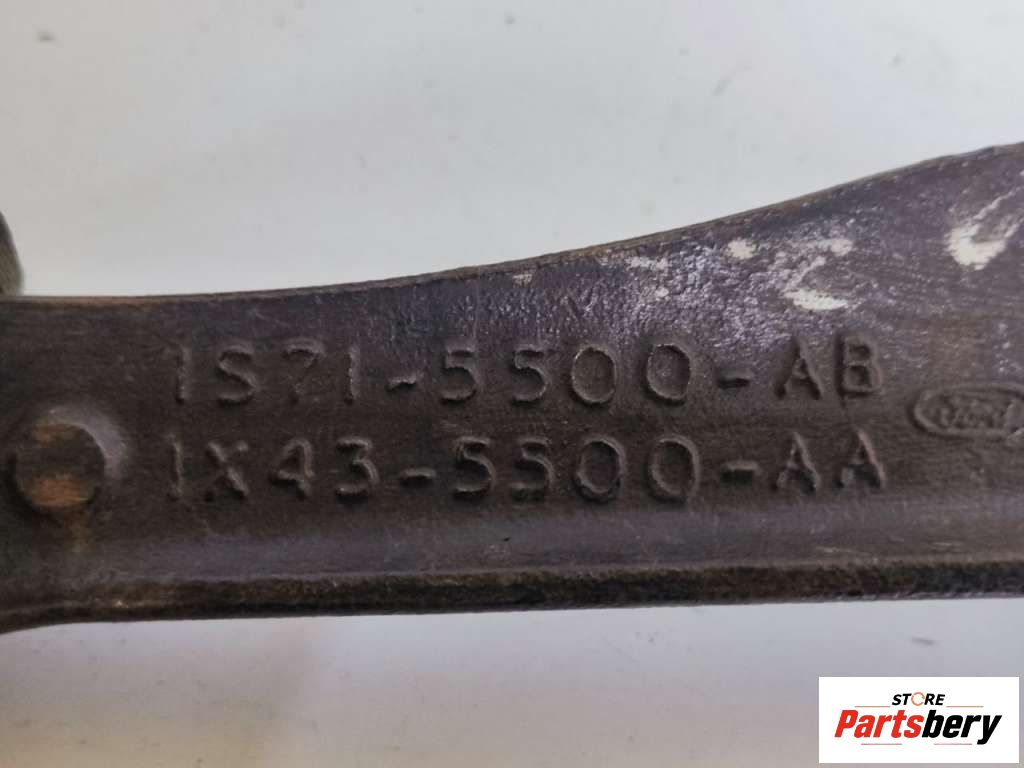 1S71-5500-AB
Ford
1X43-5500-AA
STORE
Partsbery